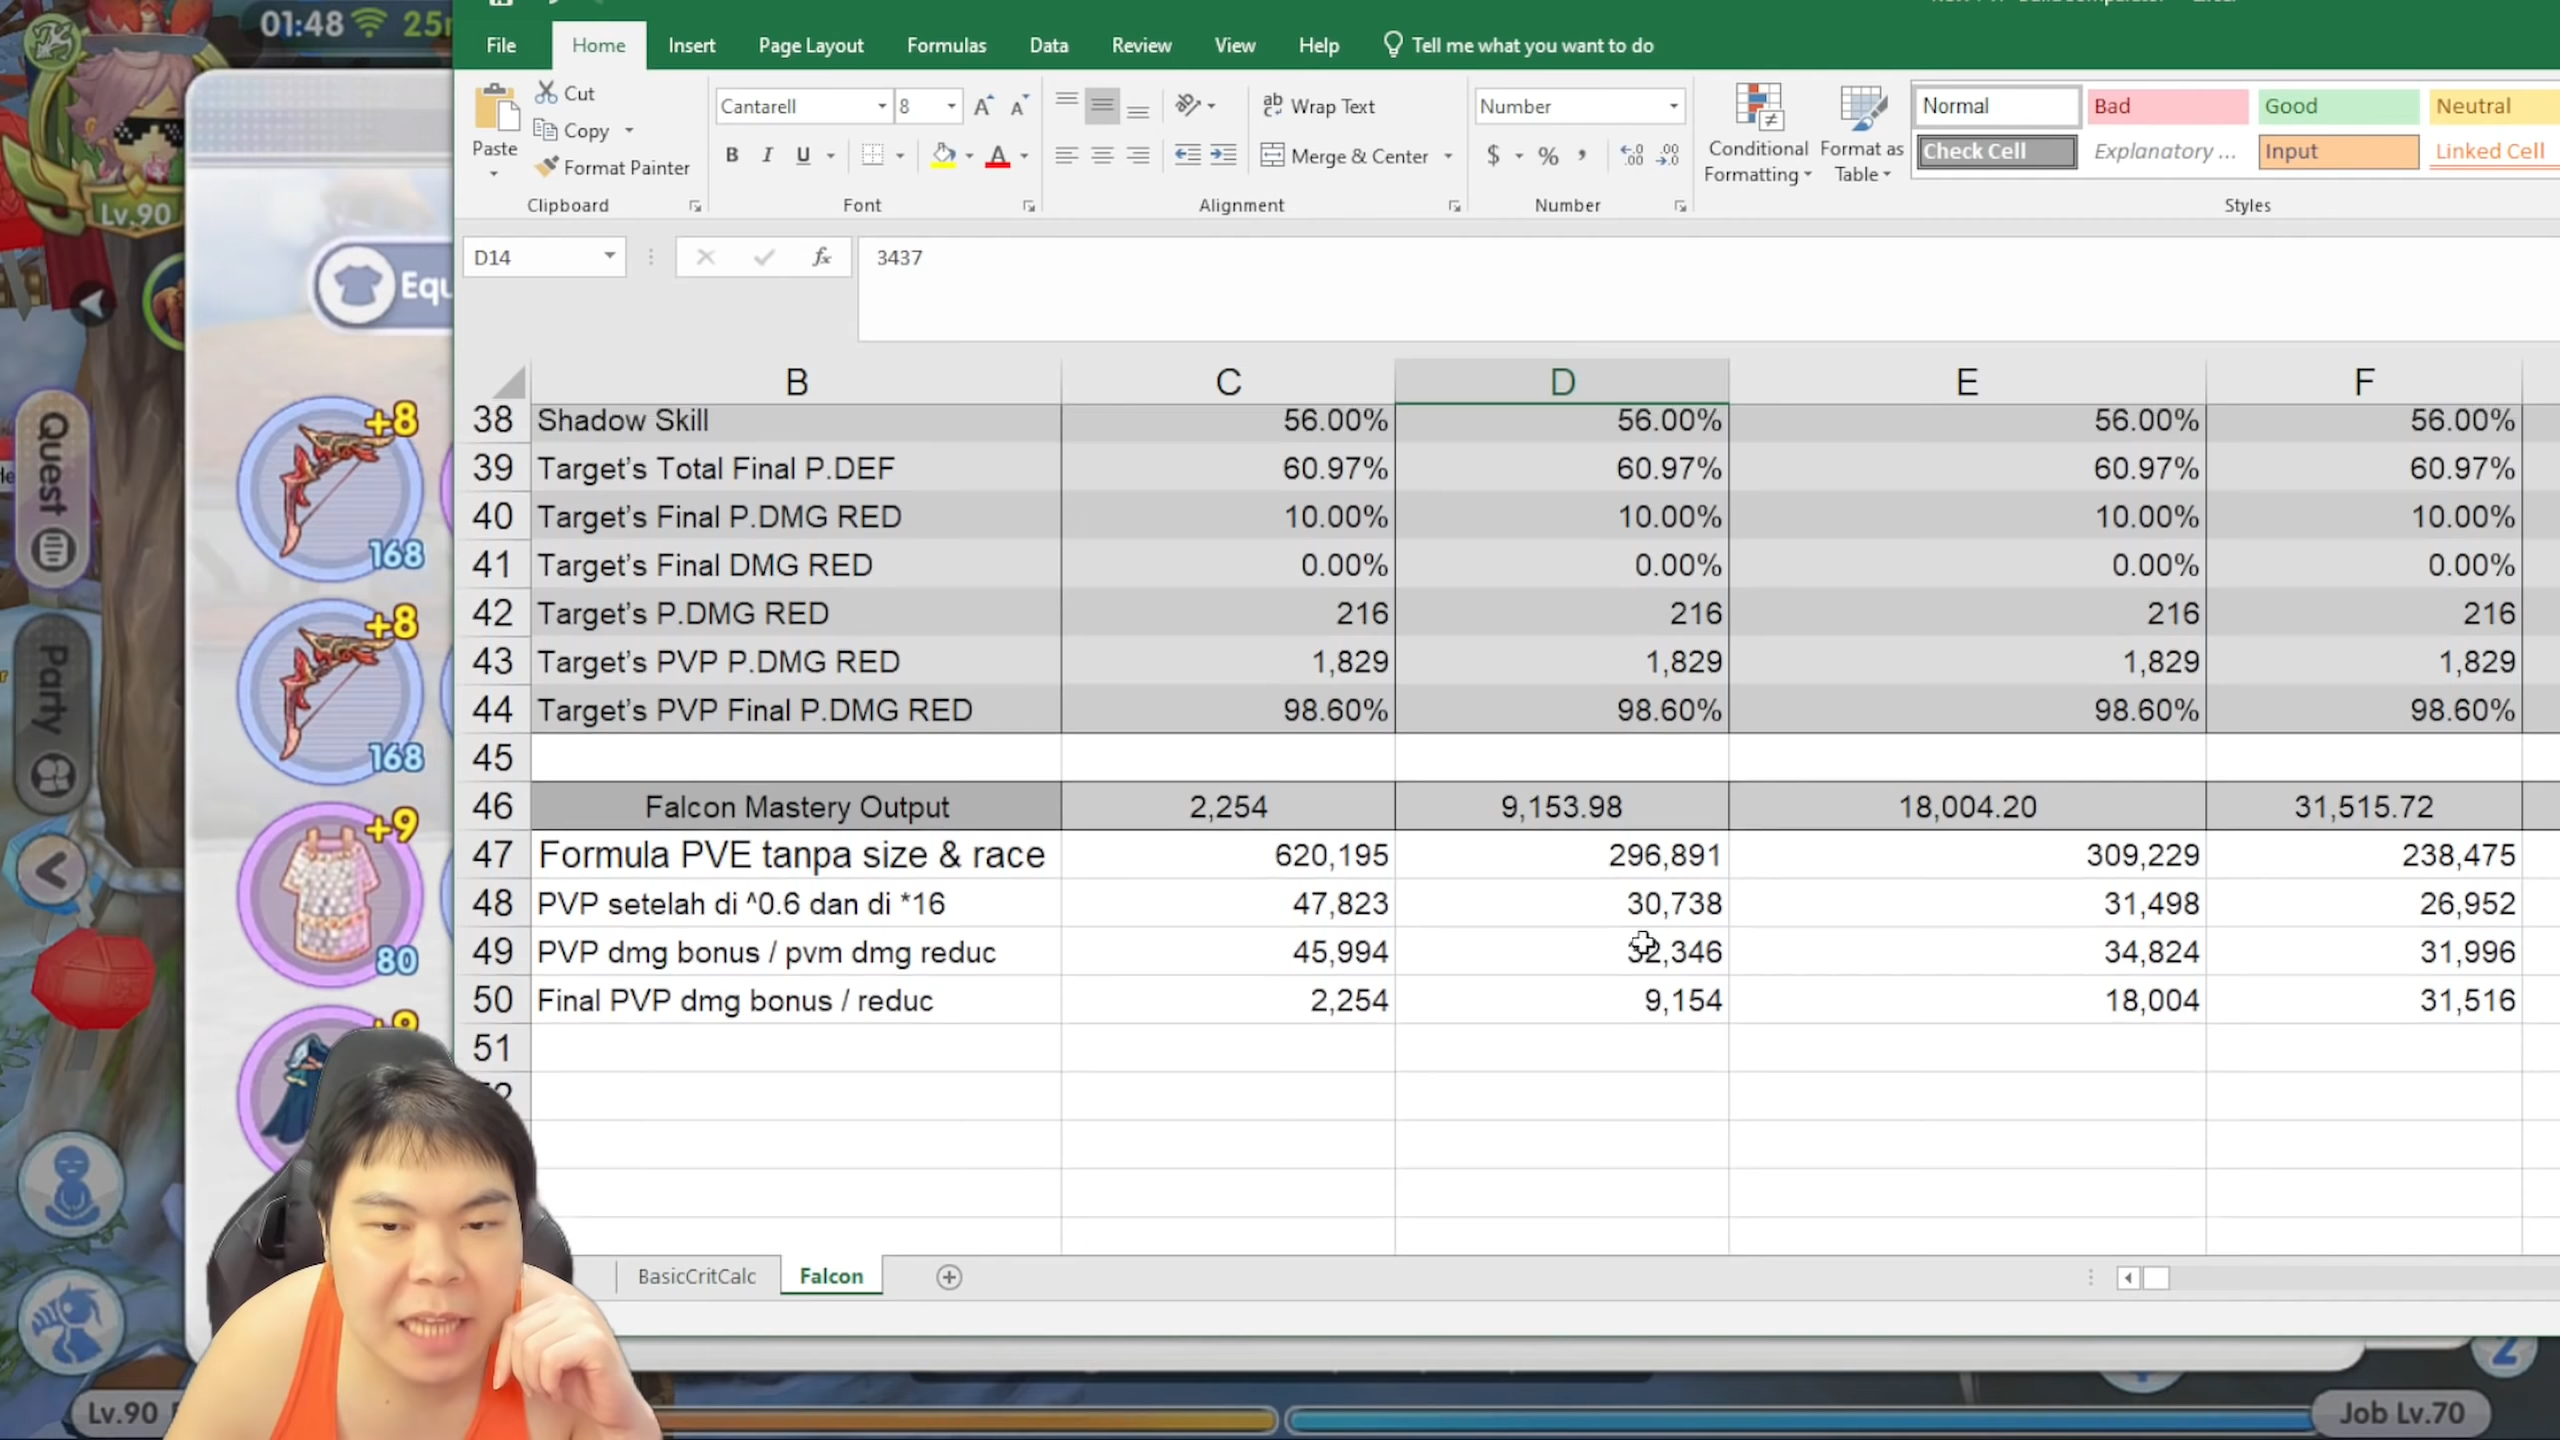 01:48
Lv.90
Equ
Quest
Party
+8
168
+8
168
+9
80
+9
Lv.90
Job Lv.70
File Home Insert Page Layout Formulas Data Review View Help Tell me what you want to do
Paste
Cut
Copy
Format Painter
Clipboard
Cantarell 8
B I U
Font
Wrap Text
Merge & Center
Alignment
Number
$ % ,
Number
Conditional Formatting
Format as Table
Normal Bad Good Neutral
Check Cell Explanatory ... Input Linked Cell
Styles
D14 fx 3437
B C D E F
38 Shadow Skill 56.00% 56.00% 56.00% 56.00%
39 Target's Total Final P.DEF 60.97% 60.97% 60.97% 60.97%
40 Target's Final P.DMG RED 10.00% 10.00% 10.00% 10.00%
41 Target's Final DMG RED 0.00% 0.00% 0.00% 0.00%
42 Target's P.DMG RED 216 216 216 216
43 Target's PVP P.DMG RED 1,829 1,829 1,829 1,829
44 Target's PVP Final P.DMG RED 98.60% 98.60% 98.60% 98.60%
45
46 Falcon Mastery Output 2,254 9,153.98 18,004.20 31,515.72
47 Formula PVE tanpa size & race 620,195 296,891 309,229 238,475
48 PVP setelah di ^0.6 dan di *16 47,823 30,738 31,498 26,952
49 PVP dmg bonus / pvm dmg reduc 45,994 32,346 34,824 31,996
50 Final PVP dmg bonus / reduc 2,254 9,154 18,004 31,516
51
BasicCritCalc Falcon